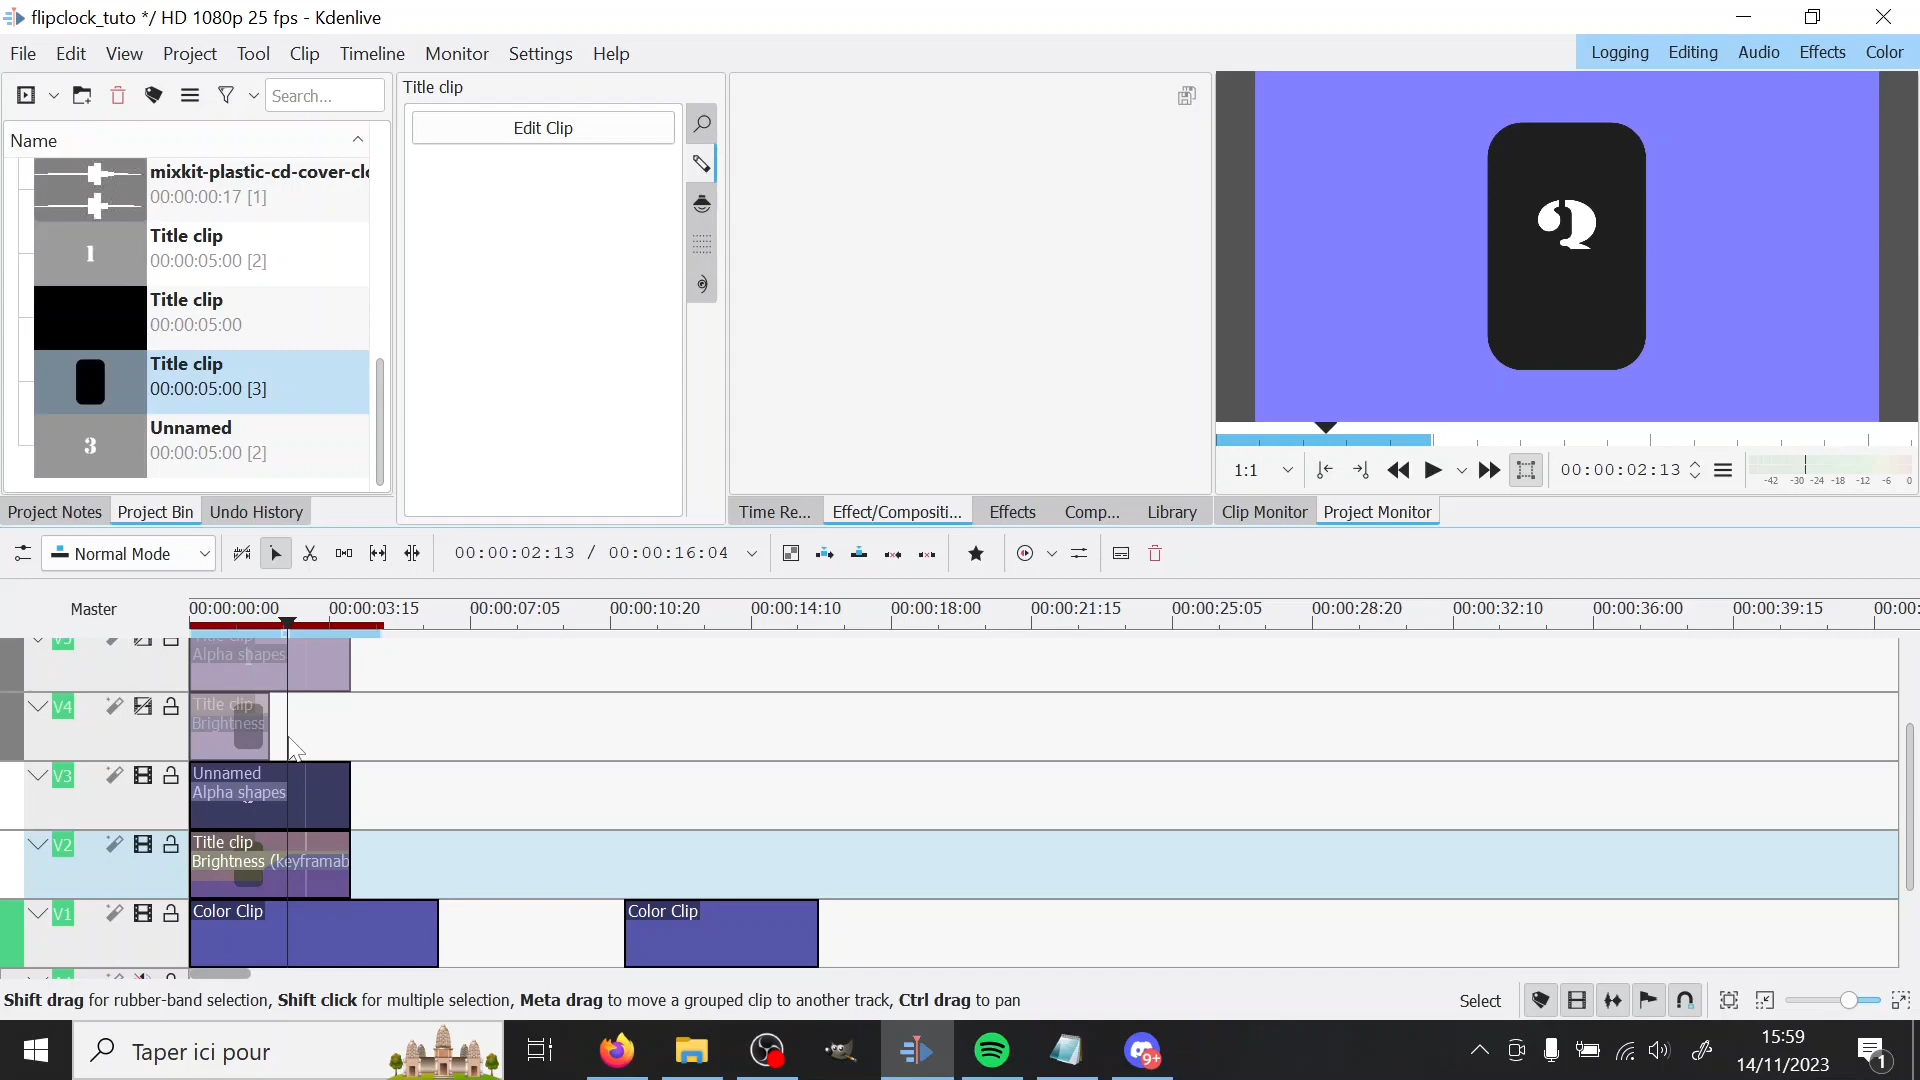 flipclock_tuto */ HD 1080p 25 fps - Kdenlive
File Edit View Project Tool Clip Timeline Monitor Settings Help
Logging Editing Audio Effects Color
Search...
Name
mixkit-plastic-cd-cover-cl
00:00:00:17 [1]
1
Title clip
00:00:05:00 [2]
Title clip
00:00:05:00
Title clip
00:00:05:00 [3]
3
Unnamed
00:00:05:00 [2]
Project Notes Project Bin Undo History
Title clip
Edit Clip
Time Re... Effect/Compositi... Effects Comp... Library
1:1
00:00:02:13
-42 -30 -24 -18 -12 -6 0
Clip Monitor Project Monitor
Normal Mode
00:00:02:13 / 00:00:16:04
Master
00:00:00:00 00:00:03:15 00:00:07:05 00:00:10:20 00:00:14:10 00:00:18:00 00:00:21:15 00:00:25:05 00:00:28:20 00:00:32:10 00:00:36:00 00:00:39:15 00:00:
V5
Title clip
Alpha shapes
V4
Title clip
Brightness
V3
Unnamed
Alpha shapes
V2
Title clip
Brightness (keyframab
V1
Color Clip
Color Clip
Shift drag for rubber-band selection, Shift click for multiple selection, Meta drag to move a grouped clip to another track, Ctrl drag to pan
Select
Taper ici pour
9+
15:59
14/11/2023
1